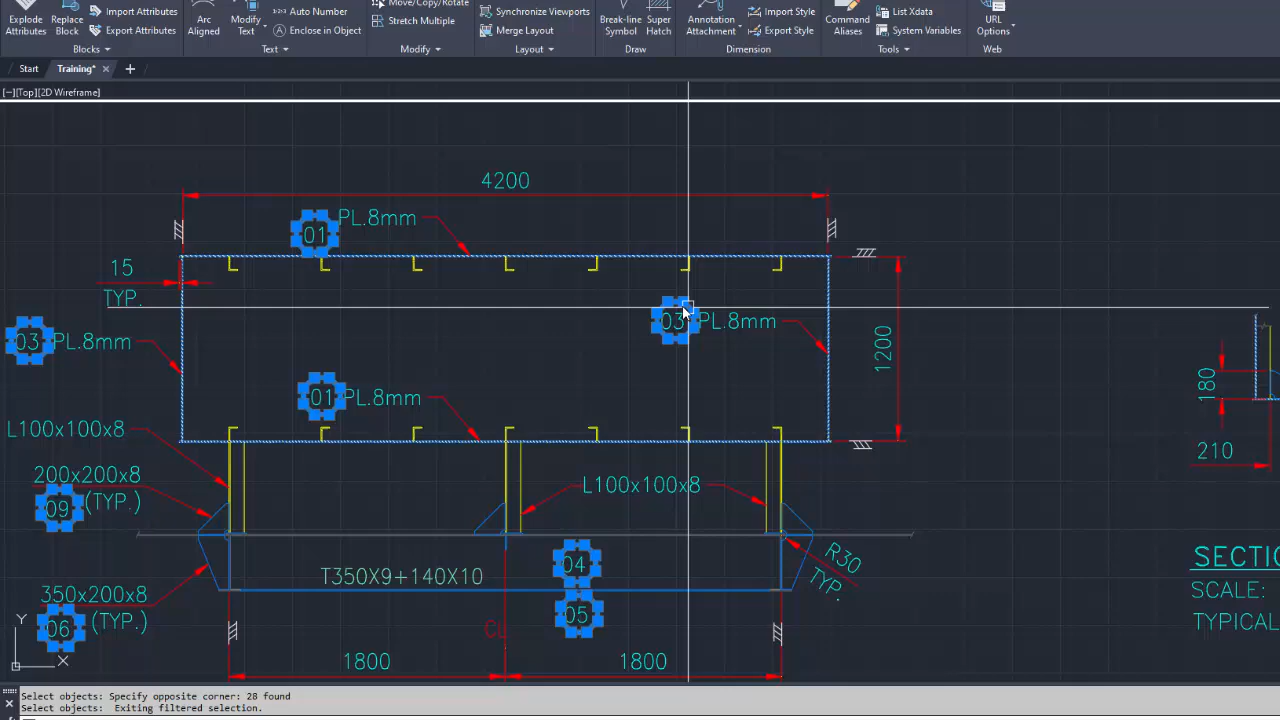 Explode Attributes
Replace Block
Import Attributes
Export Attributes
Blocks
Arc Aligned
Modify Text
Auto Number
Enclose in Object
Text
Move/Copy/Rotate
Stretch Multiple
Modify
Synchronize Viewports
Merge Layout
Layout
Break-line Symbol
Super Hatch
Draw
Annotation Attachment
Import Style
Export Style
Dimension
Command Aliases
List Xdata
System Variables
Tools
URL Options
Web
Start
Training*
[−][Top][2D Wireframe]
4200
01 PL.8mm
15
TYP.
03 PL.8mm
03 PL.8mm
1200
180
01 PL.8mm
L100x100x8
210
200x200x8
09 (TYP.)
L100x100x8
R30
TYP.
04
T350X9+140X10
350x200x8
06 (TYP.)
05
SECTIO
SCALE:
TYPICAL
CL
1800
1800
Y
X
Select objects: Specify opposite corner: 28 found
Select objects: Exiting filtered selection.